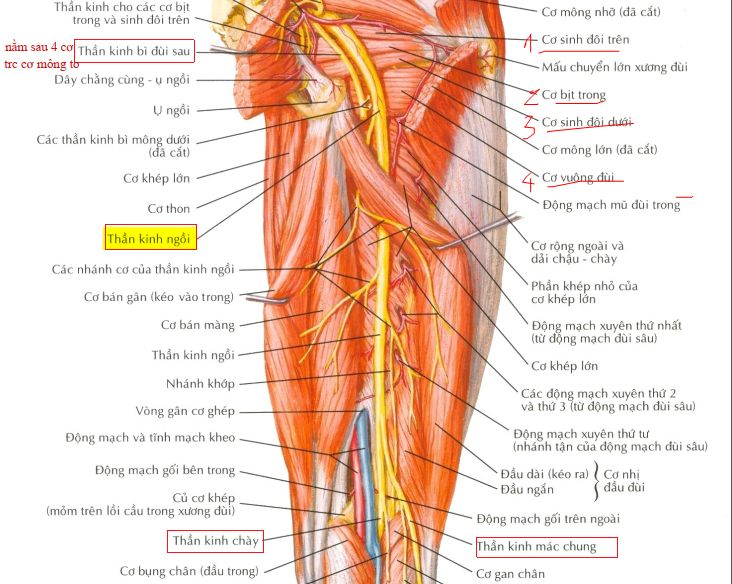 Thần kinh cho các cơ bịt
trong và sinh đôi trên
nằm sau 4 cơ
trc cơ mông to
Thần kinh bì đùi sau
Dây chằng cùng - ụ ngồi
Ụ ngồi
Các thần kinh bì mông dưới
(đã cắt)
Cơ khép lớn
Cơ thon
Thần kinh ngồi
Các nhánh cơ của thần kinh ngồi
Cơ bán gân (kéo vào trong)
Cơ bán màng
Thần kinh ngồi
Nhánh khớp
Vòng gân cơ ghép
Động mạch và tĩnh mạch kheo
Động mạch gối bên trong
Củ cơ khép
(mỏm trên lồi cầu trong xương đùi)
Thần kinh chày
Cơ bụng chân (đầu trong)
Cơ mông nhỡ (đã cắt)
1 Cơ sinh đôi trên
Mấu chuyển lớn xương đùi
2 Cơ bịt trong
3 Cơ sinh đôi dưới
Cơ mông lớn (đã cắt)
4 Cơ vuông đùi
Động mạch mũ đùi trong
Cơ rộng ngoài và
dải chậu - chày
Phần khép nhỏ của
cơ khép lớn
Động mạch xuyên thứ nhất
(từ động mạch đùi sâu)
Cơ khép lớn
Các động mạch xuyên thứ 2
và thứ 3 (từ động mạch đùi sâu)
Động mạch xuyên thứ tư
(nhánh tận của động mạch đùi sâu)
Đầu dài (kéo ra)
Đầu ngắn
Cơ nhị
đầu đùi
Động mạch gối trên ngoài
Thần kinh mác chung
Cơ gan chân